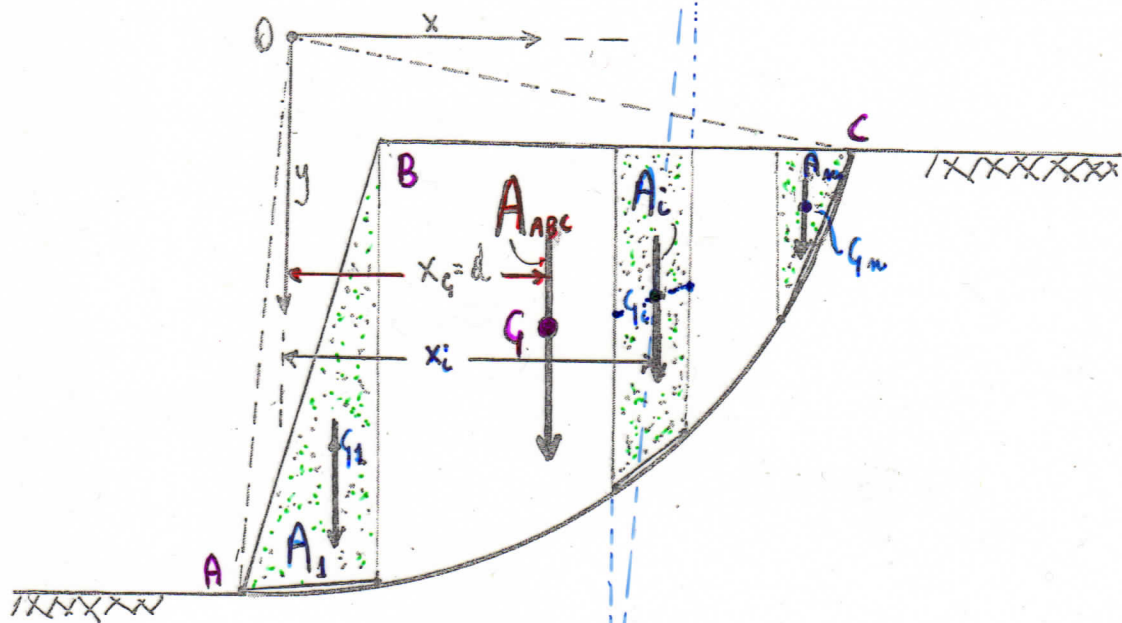 O
x
y
B
C
A_ABC
A_i
A_n
x_G = d
G_i
G_n
G
x_i
G_1
A_1
A